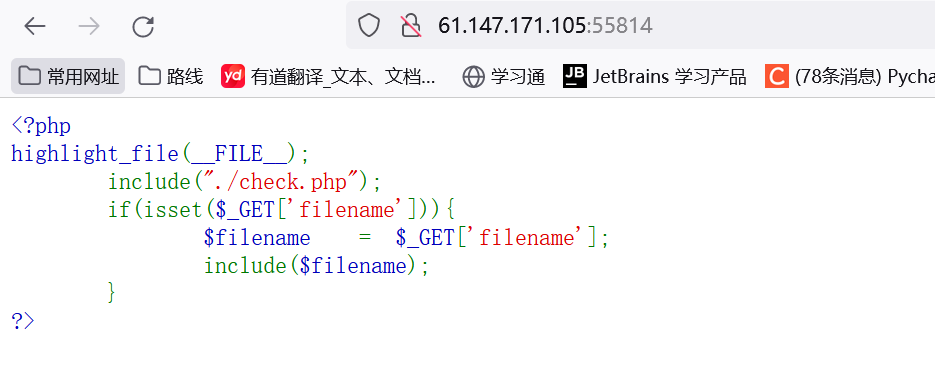 61.147.171.105:55814
常用网址 路线 yd 有道翻译_文本、文档... 学习通 JB JetBrains 学习产品 C (78条消息) Pycha
<?php
highlight_file(__FILE__);
        include("./check.php");
        if(isset($_GET['filename'])){
                $filename    =  $_GET['filename'];
                include($filename);
        }
?>